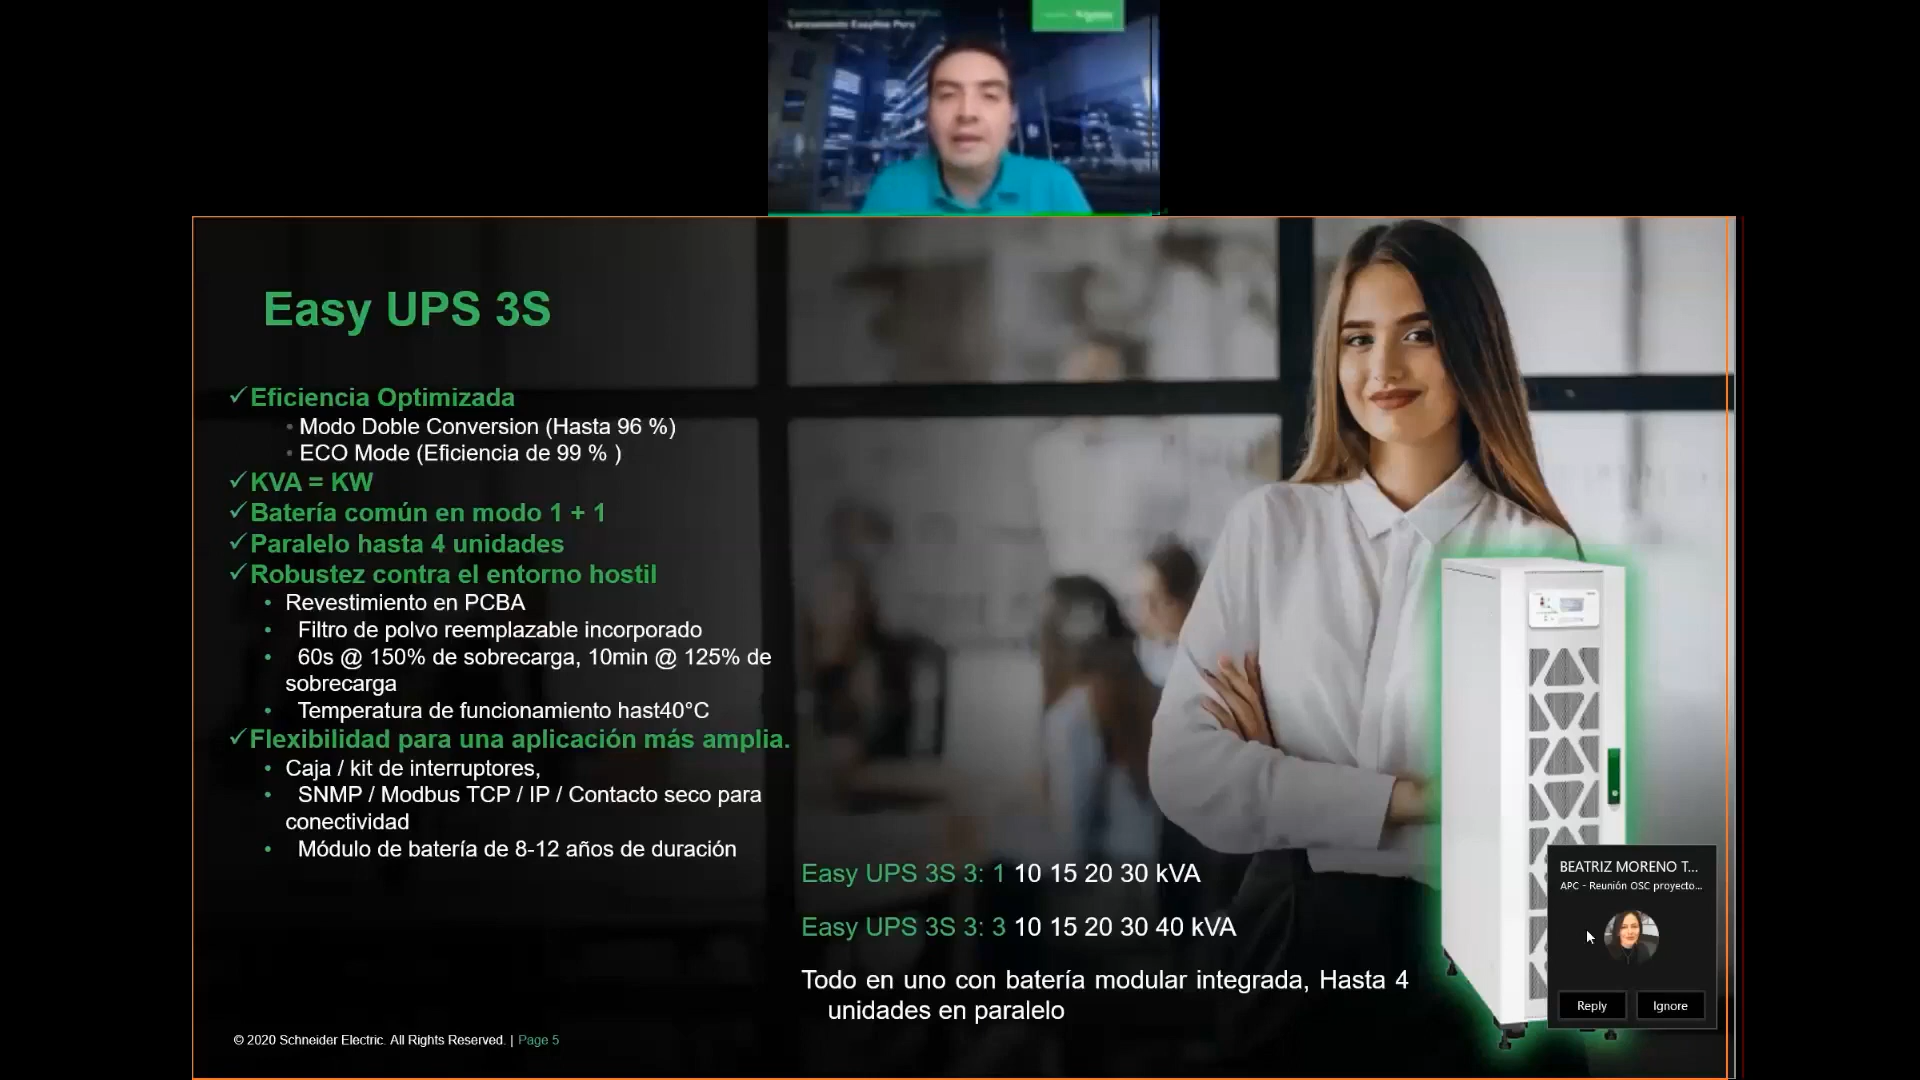 Lanzamiento Easyline Peru
Easy UPS 3S
✓Eficiencia Optimizada
• Modo Doble Conversion (Hasta 96 %)
• ECO Mode (Eficiencia de 99 % )
✓KVA = KW
✓Batería común en modo 1 + 1
✓Paralelo hasta 4 unidades
✓Robustez contra el entorno hostil
• Revestimiento en PCBA
• Filtro de polvo reemplazable incorporado
• 60s @ 150% de sobrecarga, 10min @ 125% de
sobrecarga
• Temperatura de funcionamiento hast40°C
✓Flexibilidad para una aplicación más amplia.
• Caja / kit de interruptores,
• SNMP / Modbus TCP / IP / Contacto seco para
conectividad
• Módulo de batería de 8-12 años de duración
Easy UPS 3S 3: 1 10 15 20 30 kVA
Easy UPS 3S 3: 3 10 15 20 30 40 kVA
Todo en uno con batería modular integrada, Hasta 4
unidades en paralelo
BEATRIZ MORENO T...
APC - Reunión OSC proyecto...
Reply Ignore
© 2020 Schneider Electric. All Rights Reserved. | Page 5